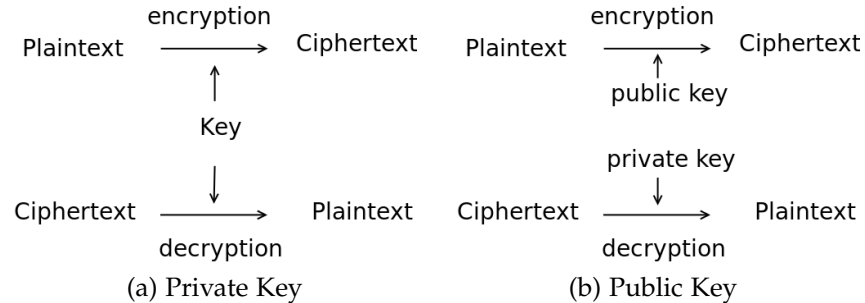 encryption
Plaintext
Ciphertext
Key
Ciphertext
Plaintext
decryption
(a) Private Key
encryption
Plaintext
Ciphertext
public key
private key
Ciphertext
Plaintext
decryption
(b) Public Key